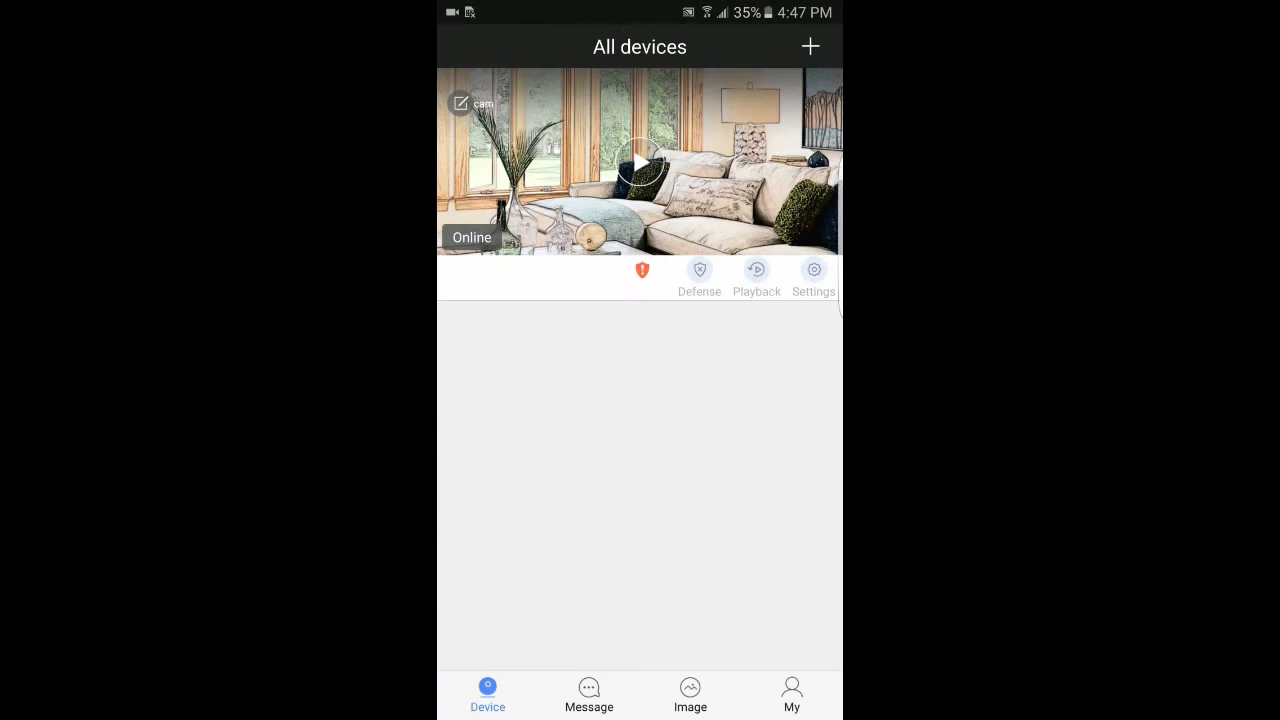 35% 4:47 PM
All devices
cam
Online
Defense Playback Settings
Device Message Image My